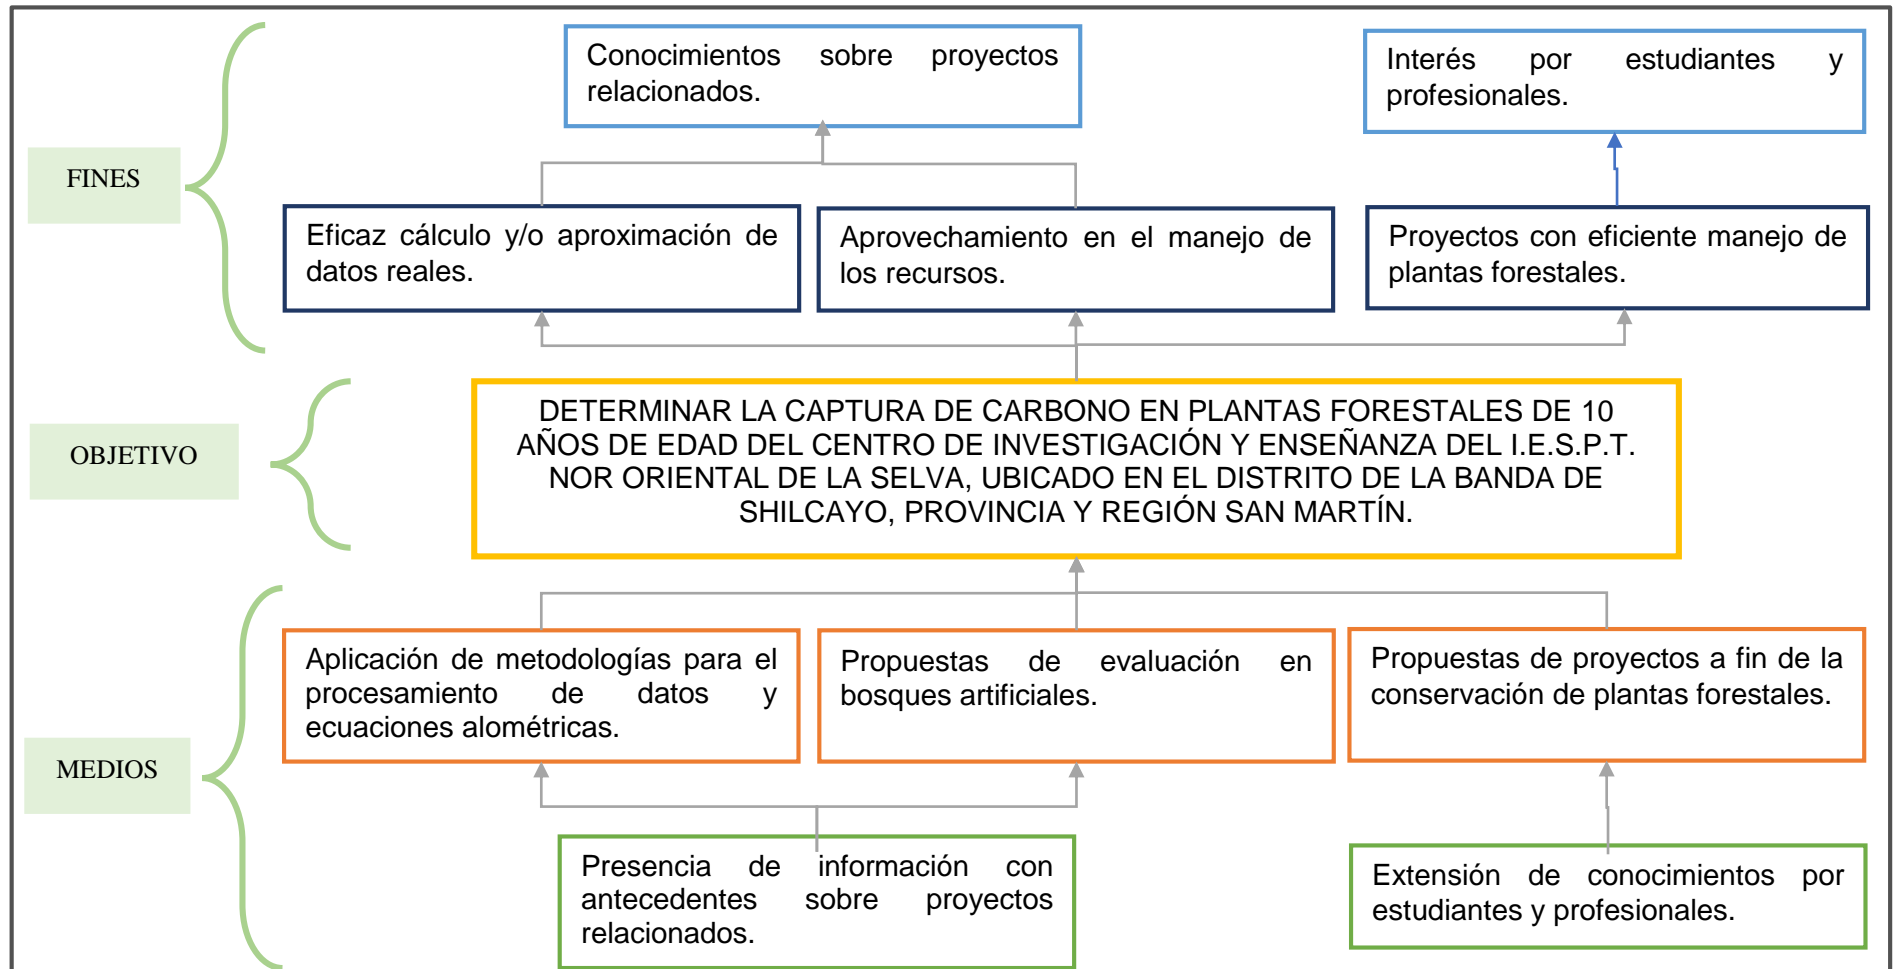 Conocimientos sobre proyectos
relacionados.
Interés por estudiantes y
profesionales.
FINES
Eficaz cálculo y/o aproximación de
datos reales.
Aprovechamiento en el manejo de
los recursos.
Proyectos con eficiente manejo de
plantas forestales.
OBJETIVO
DETERMINAR LA CAPTURA DE CARBONO EN PLANTAS FORESTALES DE 10
AÑOS DE EDAD DEL CENTRO DE INVESTIGACIÓN Y ENSEÑANZA DEL I.E.S.P.T.
NOR ORIENTAL DE LA SELVA, UBICADO EN EL DISTRITO DE LA BANDA DE
SHILCAYO, PROVINCIA Y REGIÓN SAN MARTÍN.
Aplicación de metodologías para el
procesamiento de datos y
ecuaciones alométricas.
Propuestas de evaluación en
bosques artificiales.
Propuestas de proyectos a fin de la
conservación de plantas forestales.
MEDIOS
Presencia de información con
antecedentes sobre proyectos
relacionados.
Extensión de conocimientos por
estudiantes y profesionales.